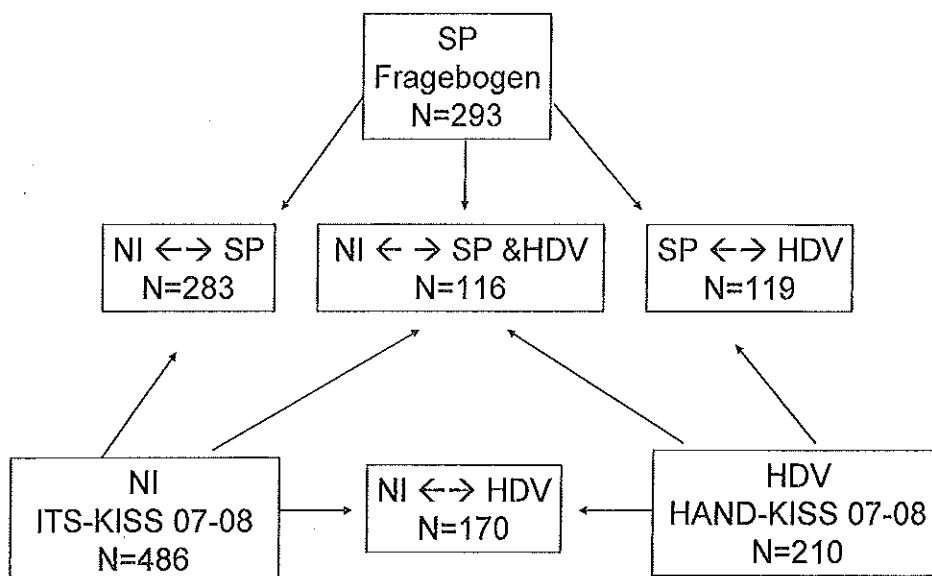 SP
Fragebogen
N=293
NI ←-→ SP
N=283
NI ←- → SP &HDV
N=116
SP ←-→ HDV
N=119
NI
ITS-KISS 07-08
N=486
NI ←-→ HDV
N=170
HDV
HAND-KISS 07-08
N=210